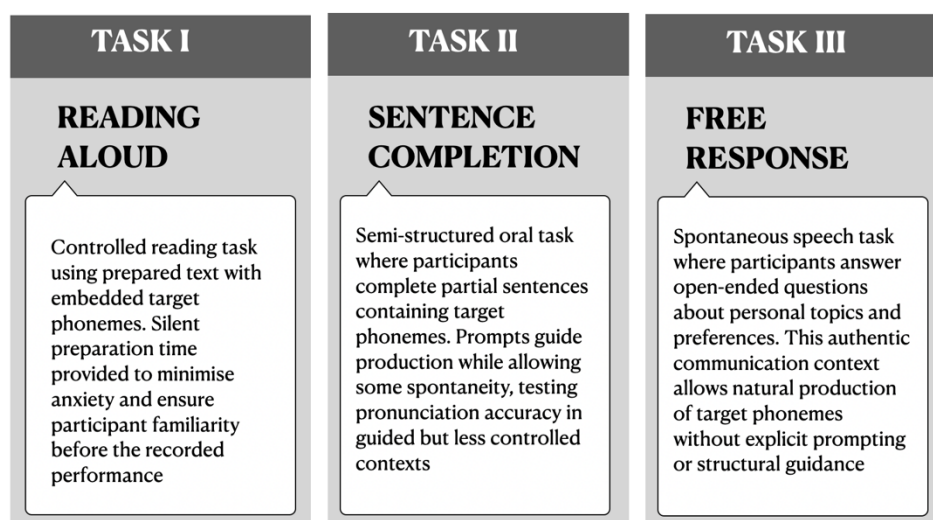 TASK I
READING
ALOUD
Controlled reading task
using prepared text with
embedded target
phonemes. Silent
preparation time
provided to minimise
anxiety and ensure
participant familiarity
before the recorded
performance
TASK II
SENTENCE
COMPLETION
Semi-structured oral task
where participants
complete partial sentences
containing target
phonemes. Prompts guide
production while allowing
some spontaneity, testing
pronunciation accuracy in
guided but less controlled
contexts
TASK III
FREE
RESPONSE
Spontaneous speech task
where participants answer
open-ended questions
about personal topics and
preferences. This authentic
communication context
allows natural production
of target phonemes
without explicit prompting
or structural guidance